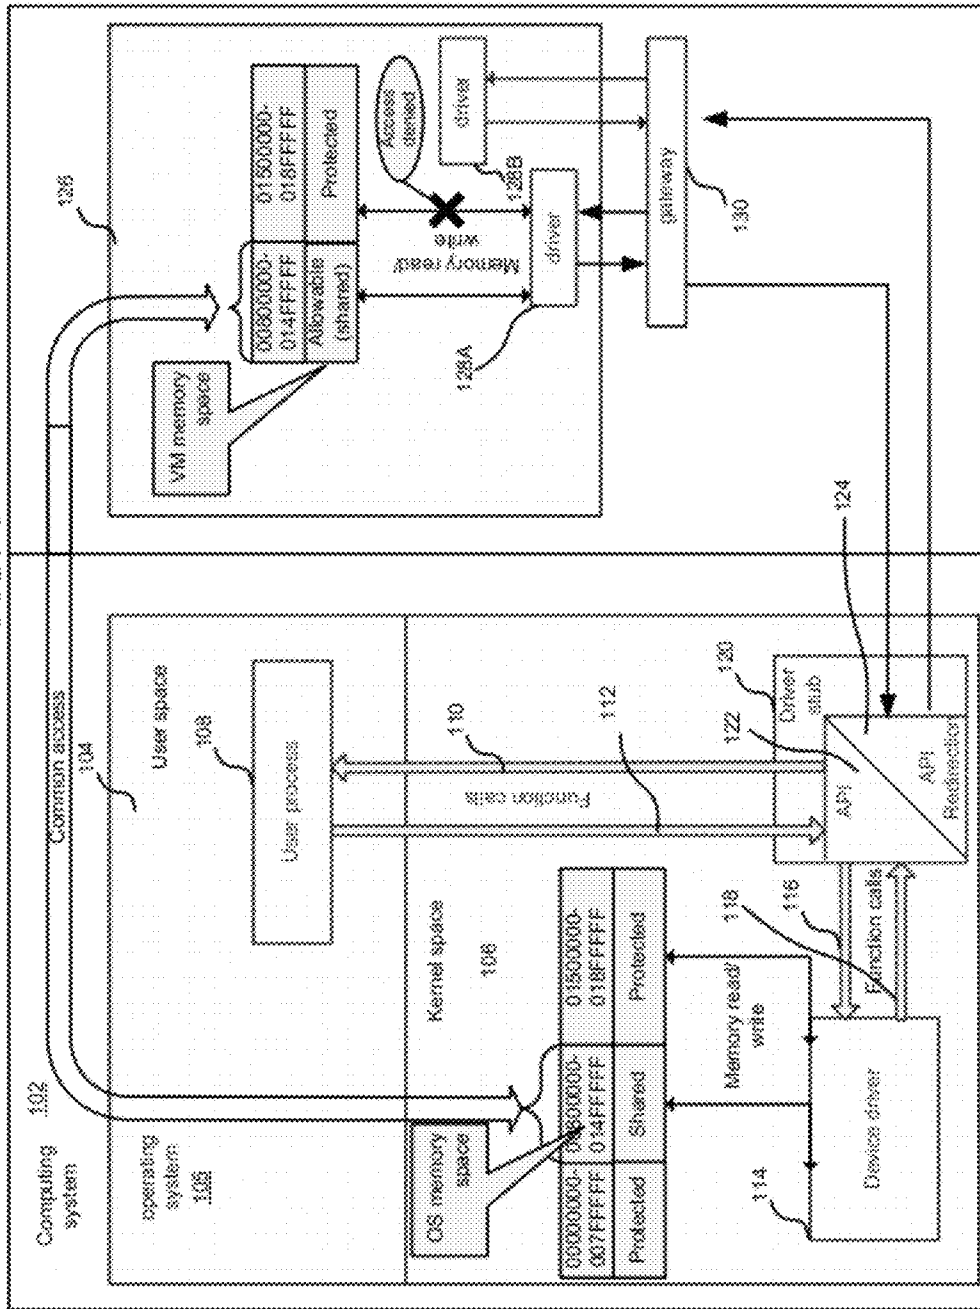 Computing
system
102
Common access
104
operating
system
105
User space
108
User process
Kernel space
106
OS memory
space
00000000-
007FFFFF
Protected
00800000-
014FFFFF
Shared
01500000-
018FFFFF
Protected
Memory read/
write
114
Device driver
Function calls
110
112
116
Function calls
118
120
Driver
stub
122
API
API
Redirection
124
126
VM memory
space
00800000-
014FFFFF
Allowable
(shared)
01500000-
018FFFFF
Protected
Access
denied
Memory read/
write
driver
128A
driver
128B
gateway
130